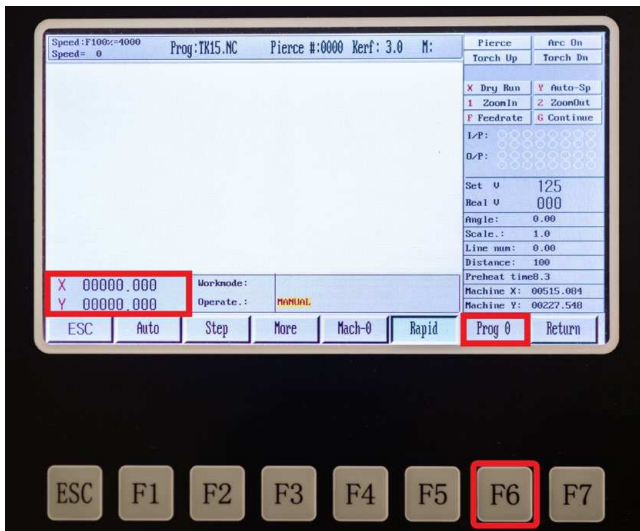 Speed:F100%=4000
Speed= 0
Prog:TK15.NC Pierce #:0000 Kerf: 3.0 M:
Pierce Arc On
Torch Up Torch Dn
X Dry Run Y Auto-Sp
1 ZoomIn 2 ZoomOut
F Feedrate G Continue
I/P:
O/P:
Set V 125
Real V 000
Angle: 0.00
Scale.: 1.0
Line num: 0.00
Distance: 100
Preheat time8.3
Machine X: 00515.084
Machine Y: 00227.548
X 00000.000
Y 00000.000
Workmode:
Operate.: MANUAL
ESC Auto Step More Mach-0 Rapid Prog 0 Return
ESC F1 F2 F3 F4 F5 F6 F7